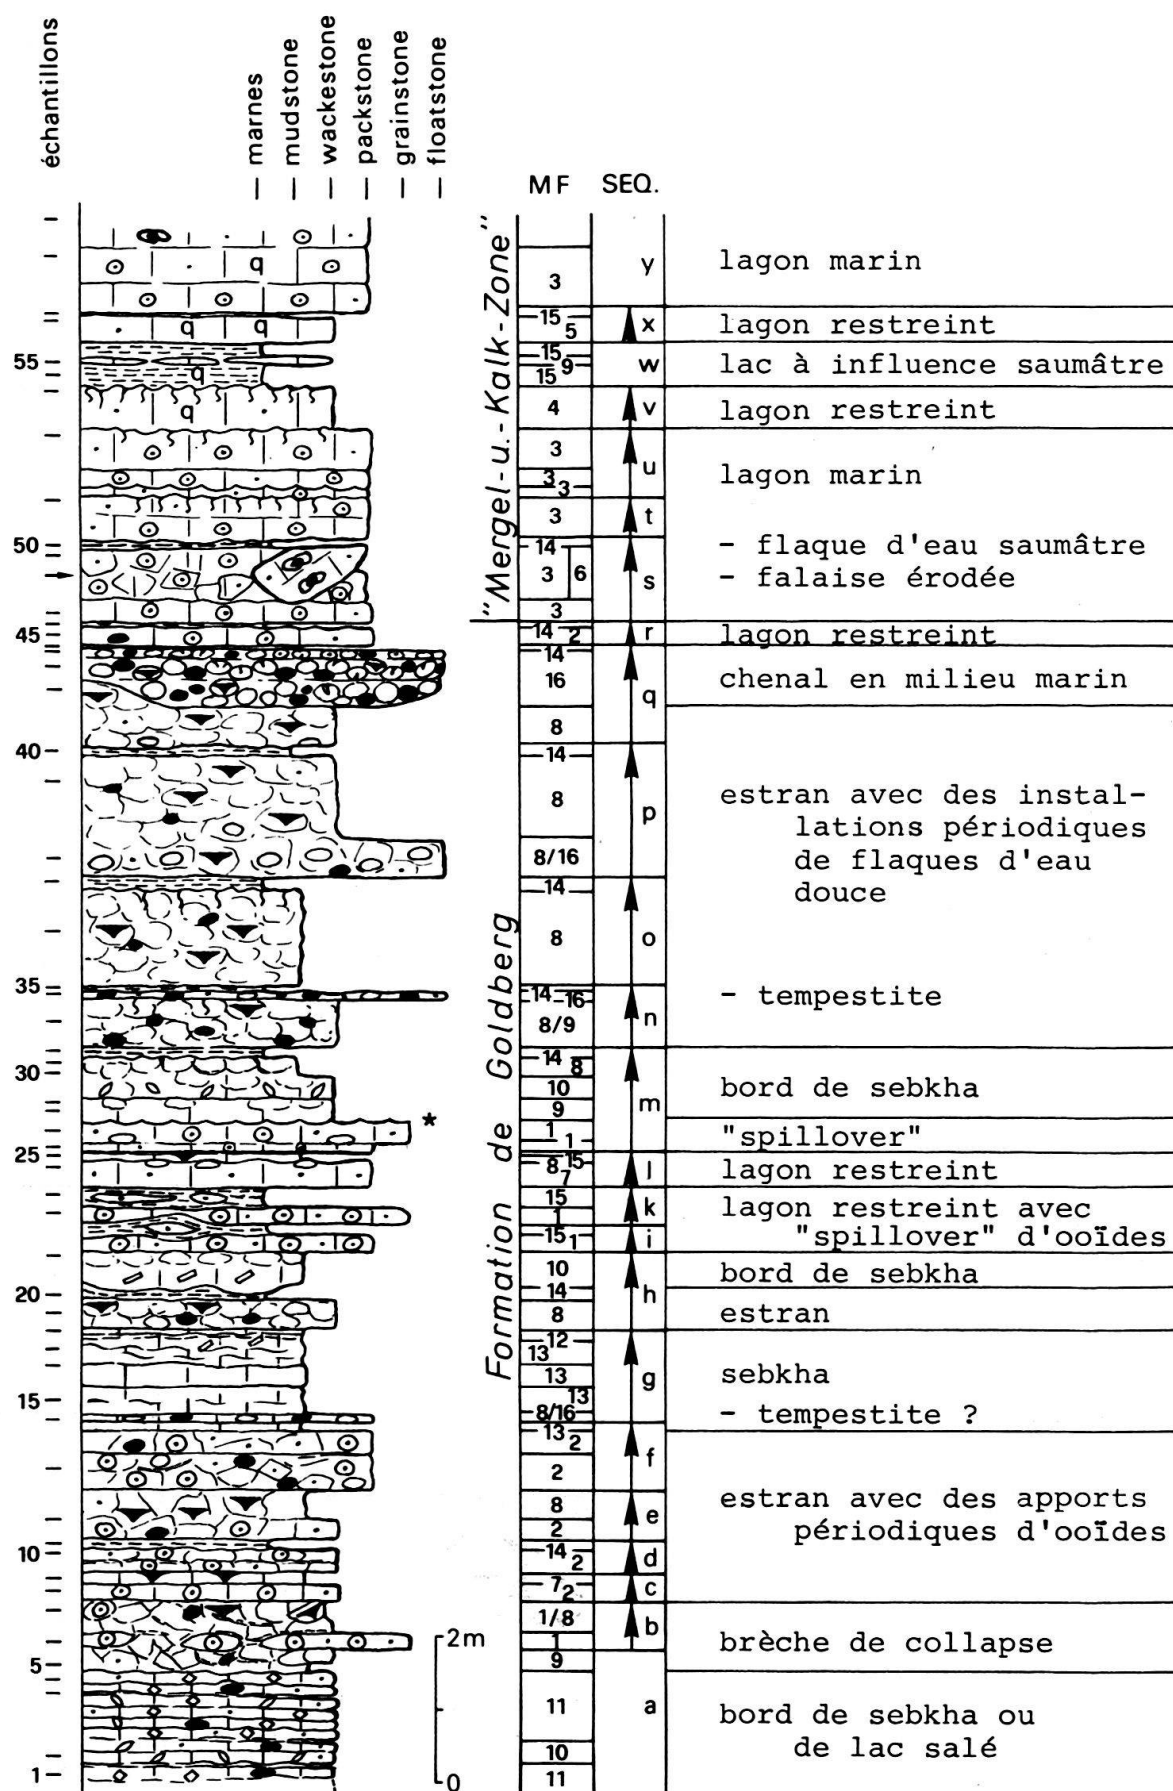 échantillons
marnes
mudstone
wackestone
packstone
grainstone
floatstone
MF SEQ.
"Mergel-u.-Kalk-Zone"
Formation de Goldberg
y lagon marin
3
q
15 5 x lagon restreint
q q
55
15 9 15 w lac à influence saumâtre
q
4 v lagon restreint
q
3 u lagon marin
3 3
3 t
50
14 - flaque d'eau saumâtre
3 6 s - falaise érodée
3
45
14 2 r lagon restreint
14
16 q chenal en milieu marin
8
40
14
8 p estran avec des instal-
lations périodiques
8/16 de flaques d'eau
douce
14
8 o
35
14 16 - tempestite
8/9 n
30
14 8
10 m bord de sebkha
9
*
1 1 "spillover"
25
15 8 7 l lagon restreint
15 1 k lagon restreint avec
15 1 i "spillover" d'ooïdes
10 bord de sebkha
20
14 h
8 estran
12 13
13 g sebkha
15
13
8/16 - tempestite ?
13 2 f
2
8 e estran avec des apports
2 périodiques d'ooïdes
10
14 2 d
7 2 c
1/8 b
2m
1 brèche de collapse
5
9
11 a bord de sebkha ou
de lac salé
10
1
11
0